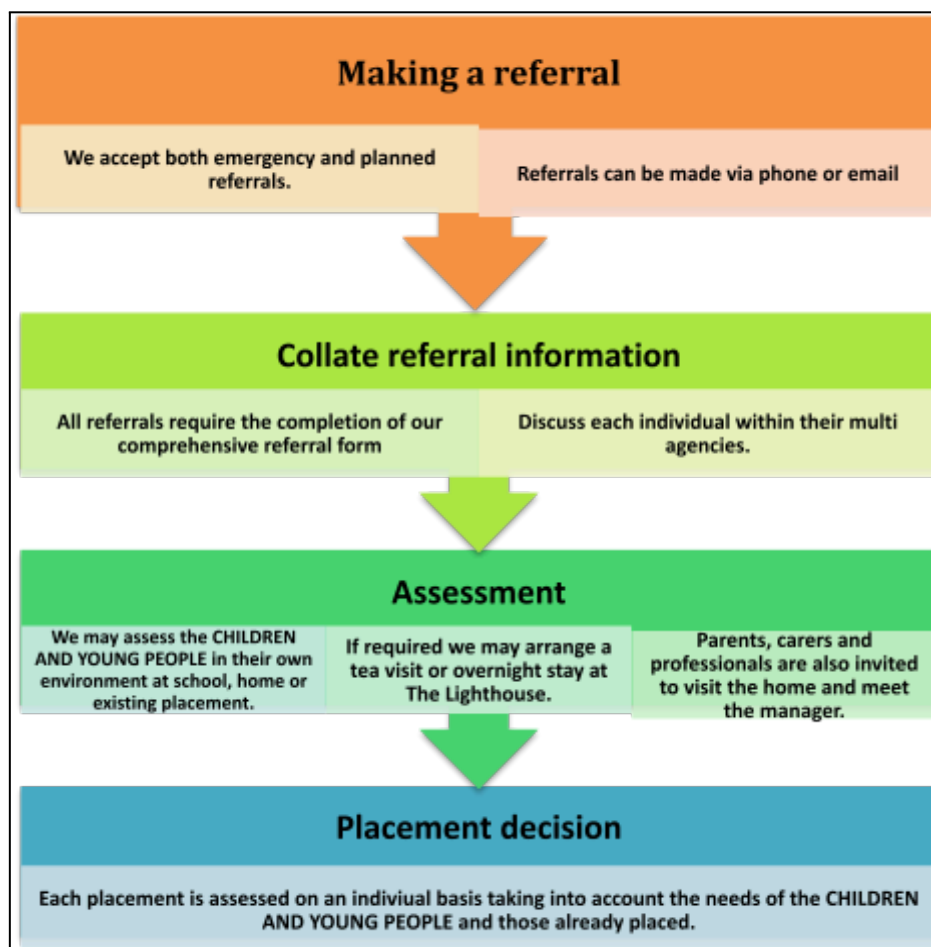 Making a referral
We accept both emergency and planned
referrals.
Referrals can be made via phone or email
Collate referral information
All referrals require the completion of our
comprehensive referral form
Discuss each individual within their multi
agencies.
Assessment
We may assess the CHILDREN
AND YOUNG PEOPLE in their own
environment at school, home or
existing placement.
If required we may arrange a
tea visit or overnight stay at
The Lighthouse.
Parents, carers and
professionals are also invited
to visit the home and meet
the manager.
Placement decision
Each placement is assessed on an indiviual basis taking into account the needs of the CHILDREN
AND YOUNG PEOPLE and those already placed.